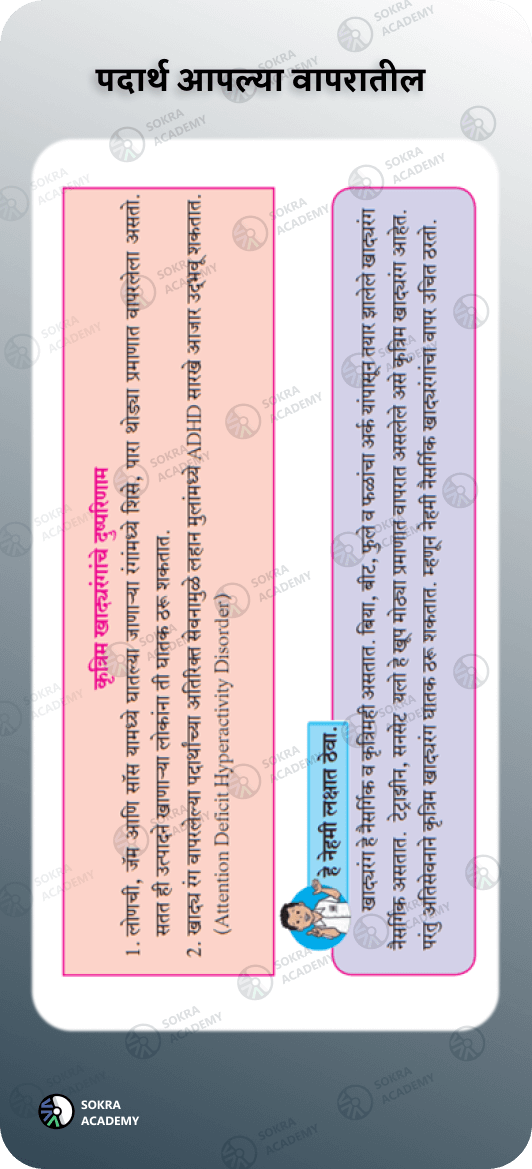 पदार्थ आपल्या वापरातील
कृत्रिम खाद्यरंगांचे दुष्परिणाम
1. लोणची, जॅम आणि सॉस यामध्ये घातल्या जाणाऱ्या रंगांमध्ये शिसे, पारा थोड्या प्रमाणात वापरलेला असतो.
सतत ही उत्पादने खाणाऱ्या लोकांना ती घातक ठरू शकतात.
2. खाद्य रंग वापरलेल्या पदार्थांच्या अतिरिक्त सेवनामुळे लहान मुलांमध्ये ADHD सारखे आजार उद्भवू शकतात.
(Attention Deficit Hyperactivity Disorder)
हे नेहमी लक्षात ठेवा.
खाद्यरंग हे नैसर्गिक व कृत्रिमही असतात. बिया, बीट, फुले व फळांचा अर्क यांपासून तयार झालेले खाद्यरंग
नैसर्गिक असतात. टेट्राझीन, सनसेट यलो हे खूप मोठ्या प्रमाणात वापरात असलेले असे कृत्रिम खाद्यरंग आहेत.
परंतु अतिसेवनाने कृत्रिम खाद्यरंग घातक ठरू शकतात. म्हणून नेहमी नैसर्गिक खाद्यरंगांचा वापर उचित ठरतो.
SOKRA
ACADEMY